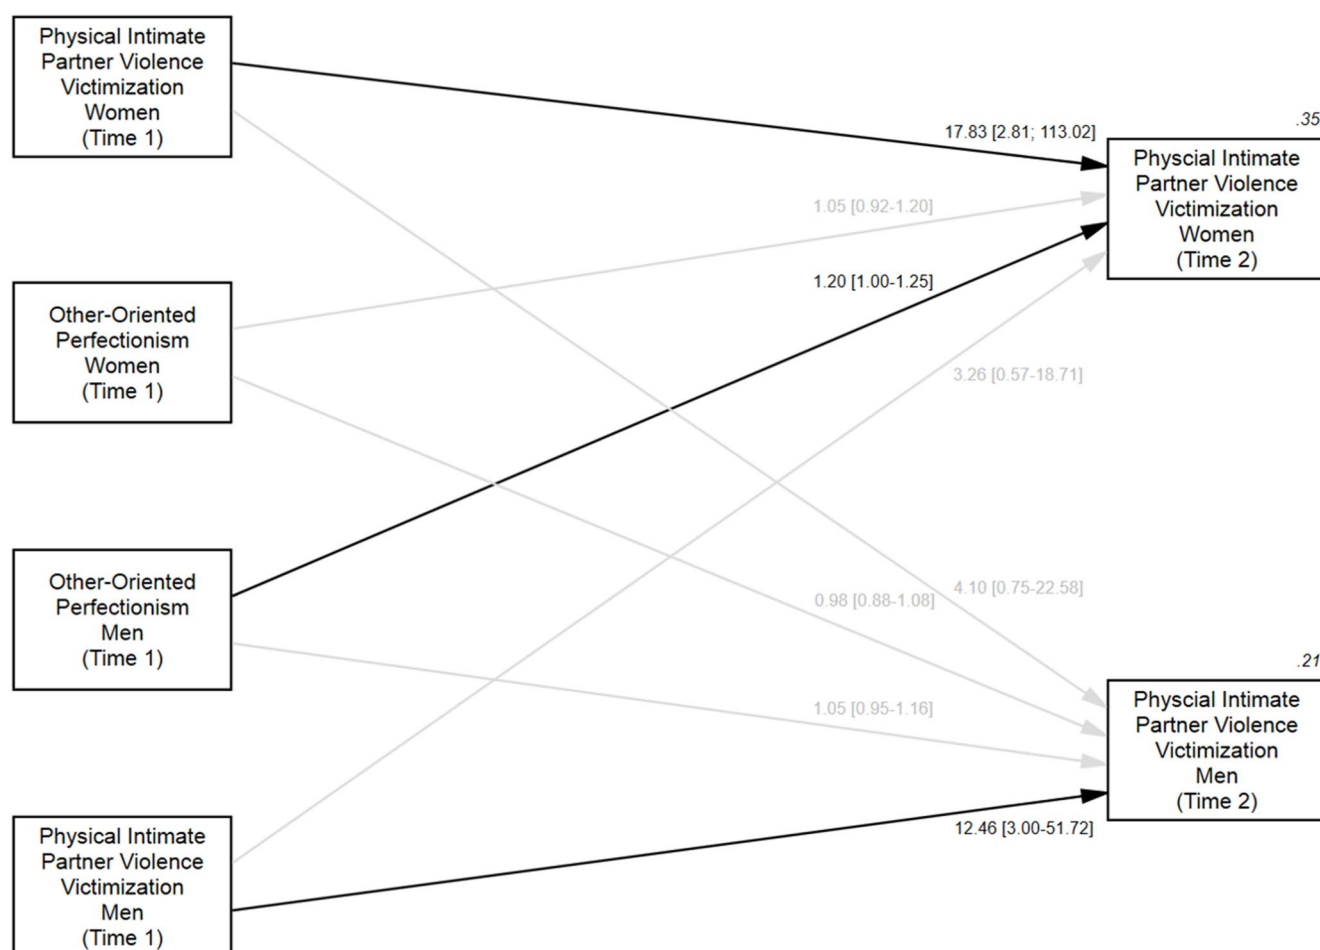 Physical Intimate
Partner Violence
Victimization
Women
(Time 1)
Other-Oriented
Perfectionism
Women
(Time 1)
Other-Oriented
Perfectionism
Men
(Time 1)
Physical Intimate
Partner Violence
Victimization
Men
(Time 1)
17.83 [2.81; 113.02]
1.05 [0.92-1.20]
1.20 [1.00-1.25]
3.26 [0.57-18.71]
4.10 [0.75-22.58]
0.98 [0.88-1.08]
1.05 [0.95-1.16]
12.46 [3.00-51.72]
.35
Physcial Intimate
Partner Violence
Victimization
Women
(Time 2)
.21
Physcial Intimate
Partner Violence
Victimization
Men
(Time 2)